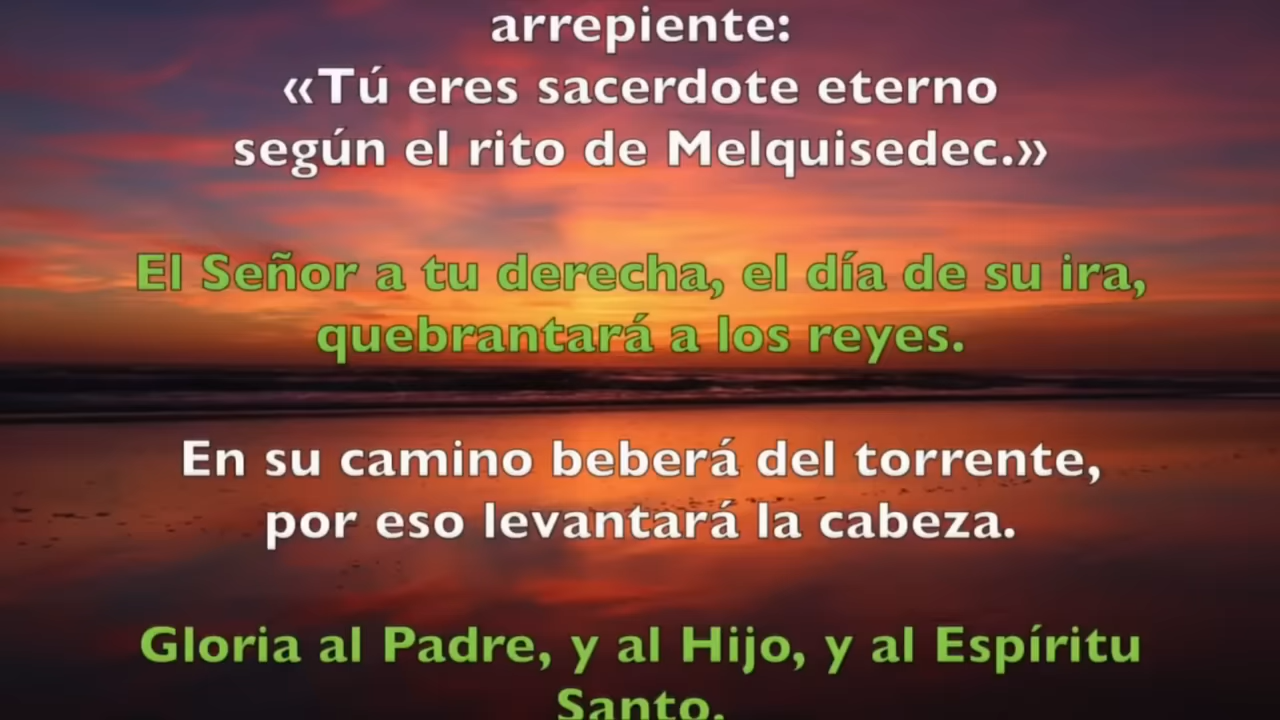 arrepiente:
«Tú eres sacerdote eterno
según el rito de Melquisedec.»
El Señor a tu derecha, el día de su ira,
quebrantará a los reyes.
En su camino beberá del torrente,
por eso levantará la cabeza.
Gloria al Padre, y al Hijo, y al Espíritu
Santo.